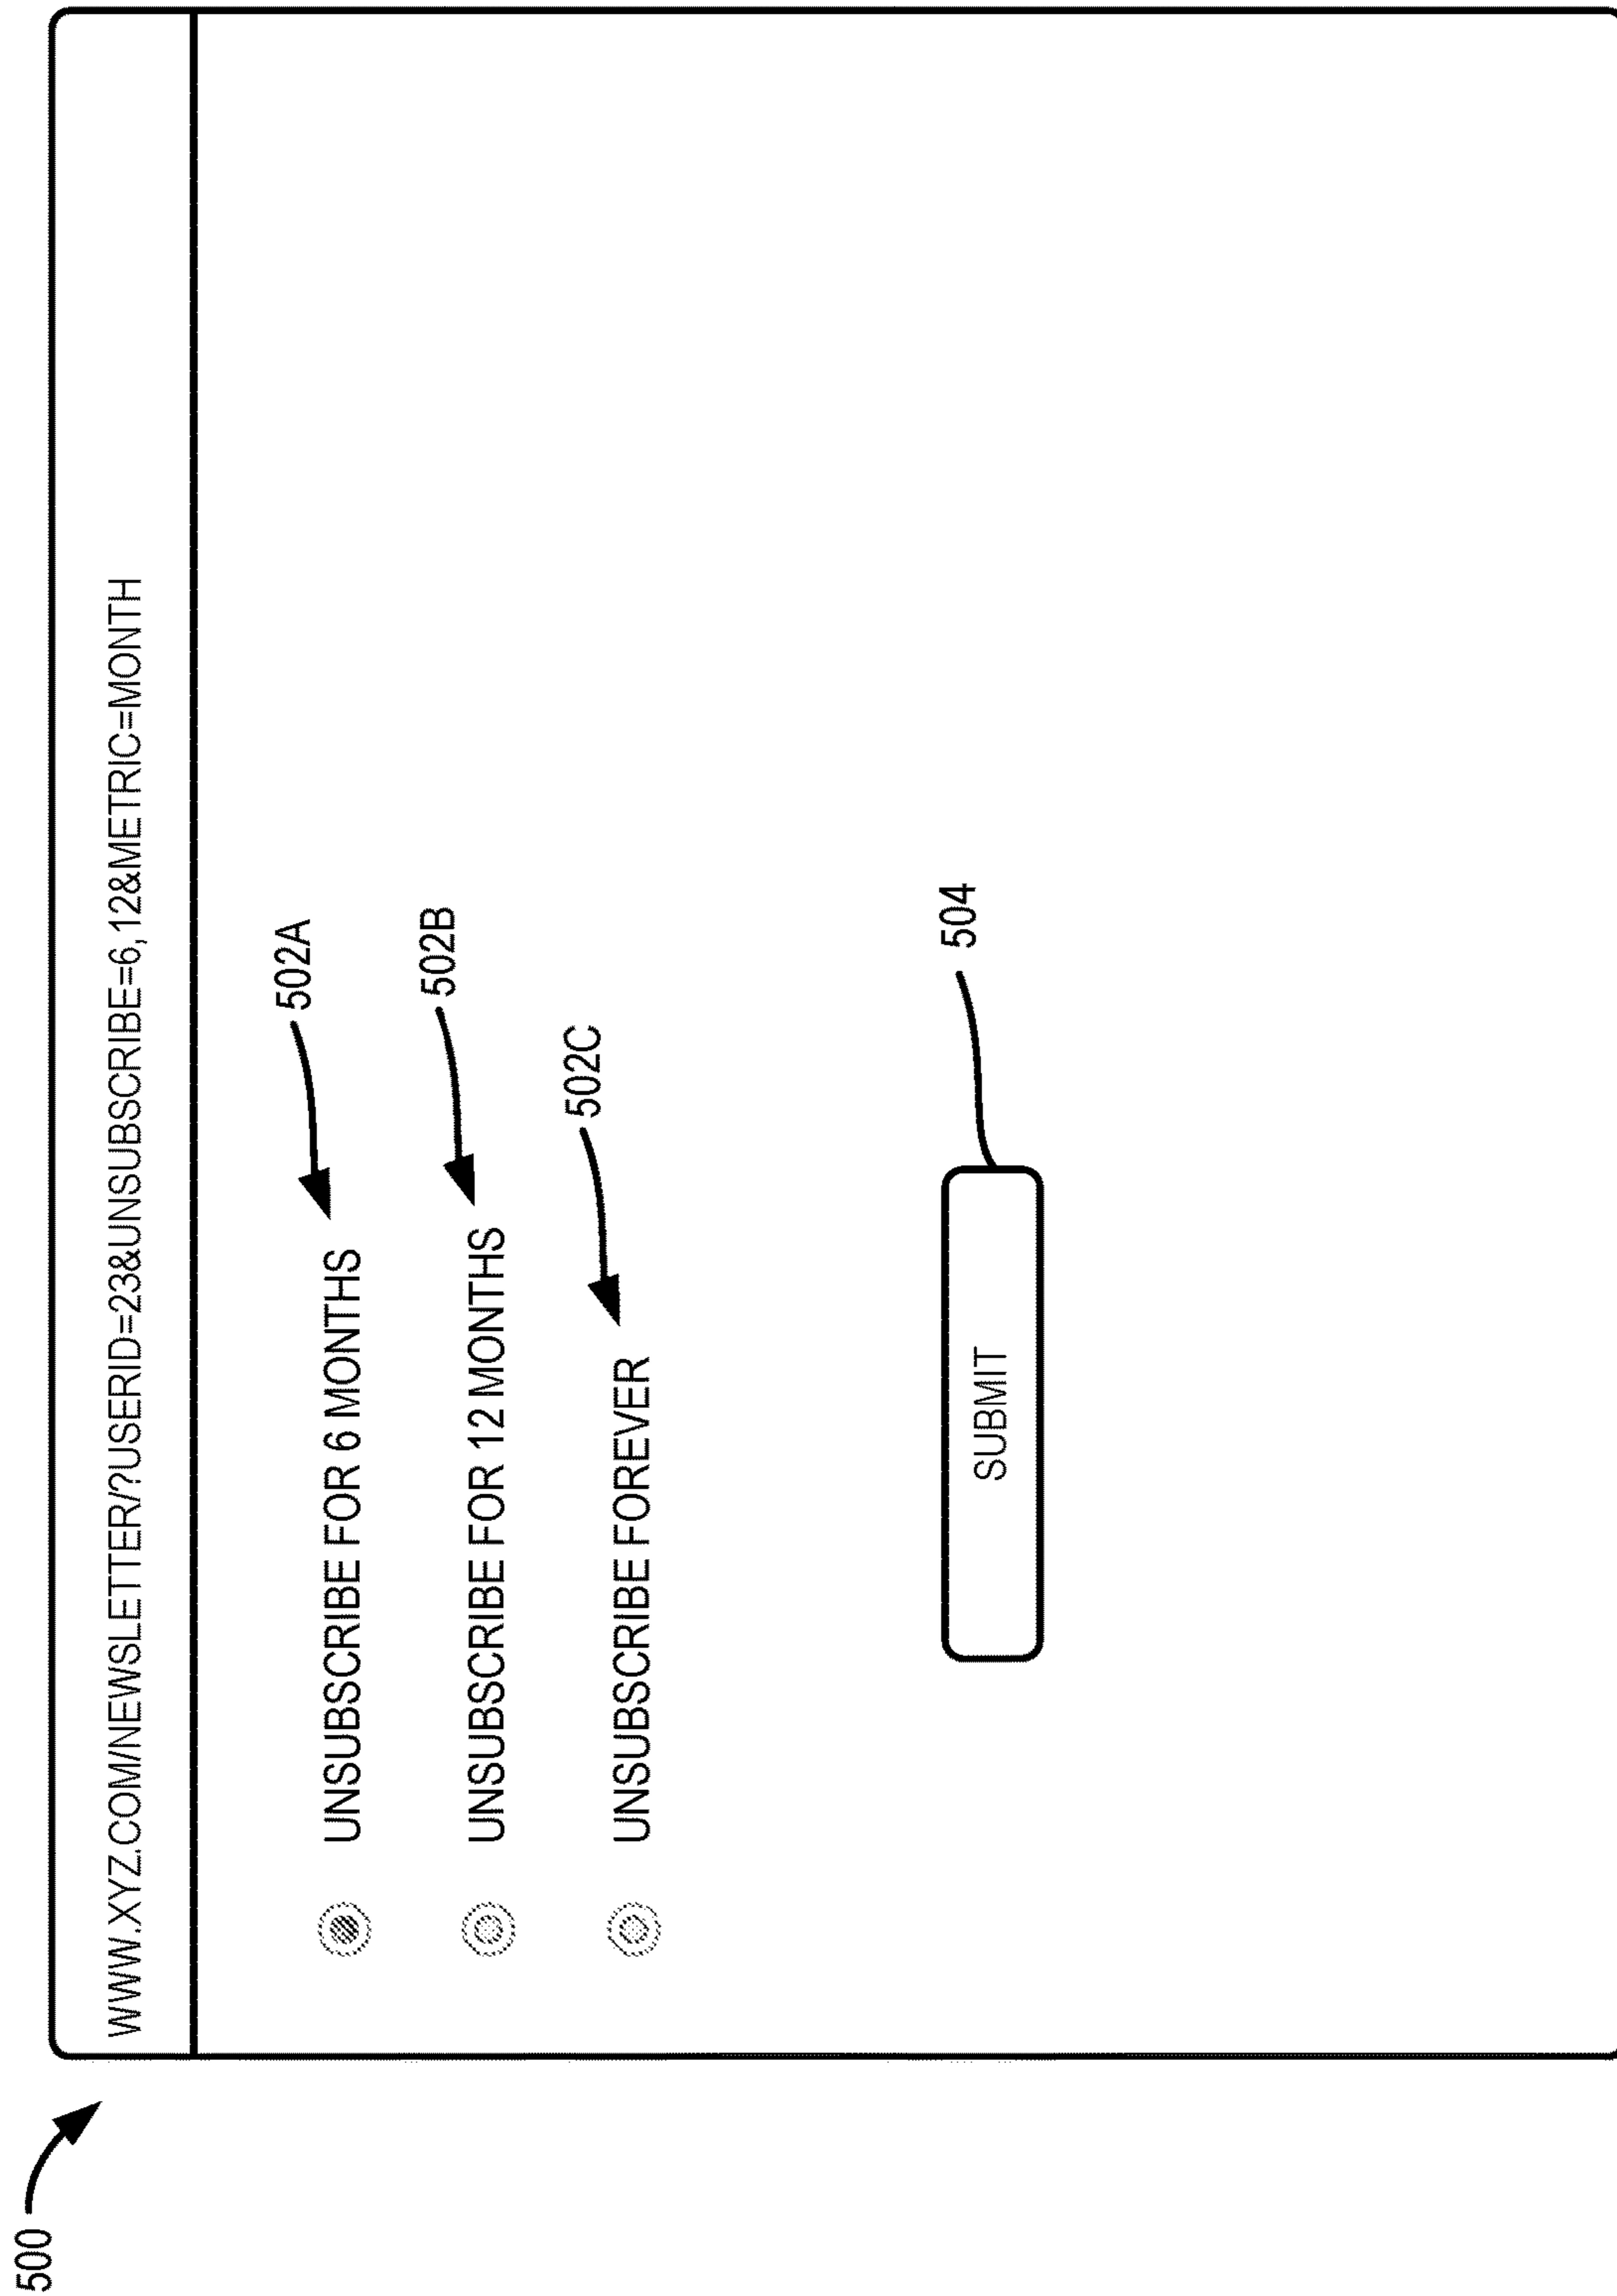 500
WWW.XYZ.COM/NEWSLETTER/?USERID=23&UNSUBSCRIBE=6,12&METRIC=MONTH
UNSUBSCRIBE FOR 6 MONTHS
502A
UNSUBSCRIBE FOR 12 MONTHS
502B
UNSUBSCRIBE FOREVER
502C
SUBMIT
504